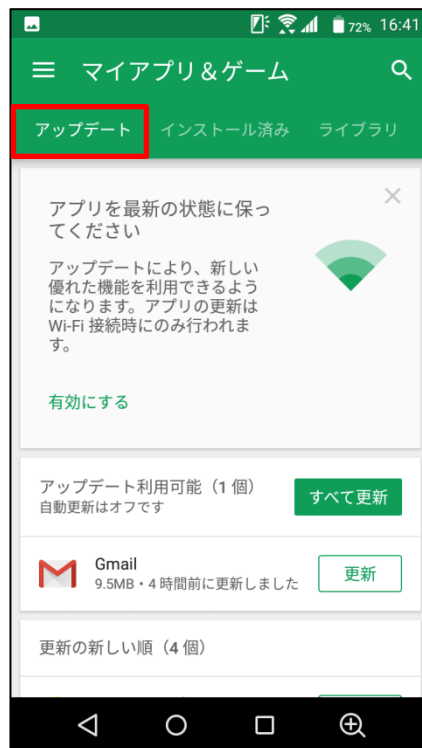 72% 16:41
マイアプリ＆ゲーム
アップデート インストール済み ライブラリ
アプリを最新の状態に保っ
てください
アップデートにより、新しい
優れた機能を利用できるよう
になります。アプリの更新は
Wi-Fi 接続時にのみ行われま
す。
有効にする
アップデート利用可能（1 個）
自動更新はオフです
すべて更新
Gmail
9.5MB・4 時間前に更新しました
更新
更新の新しい順（4 個）